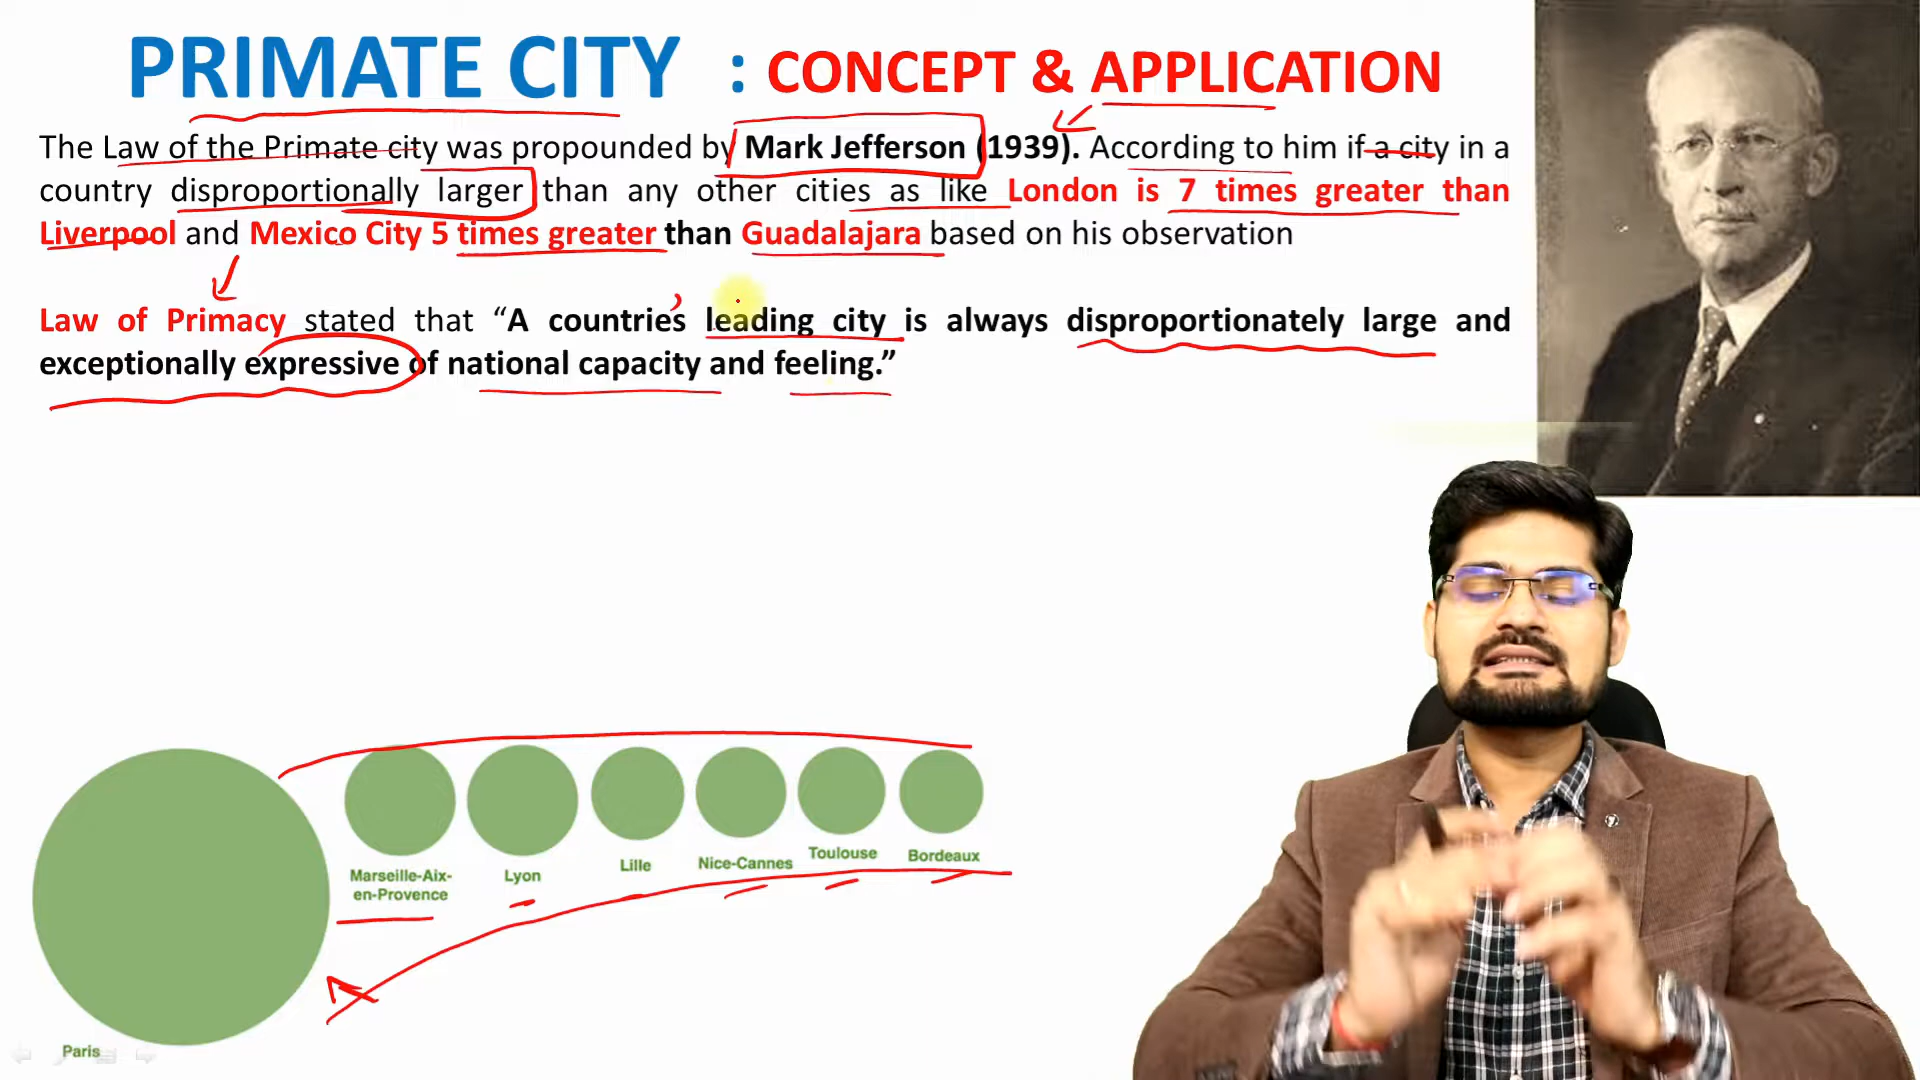 PRIMATE CITY : CONCEPT & APPLICATION
The Law of the Primate city was propounded by Mark Jefferson (1939). According to him if a city in a
country disproportionally larger than any other cities as like London is 7 times greater than
Liverpool and Mexico City 5 times greater than Guadalajara based on his observation
Law of Primacy stated that “A countries leading city is always disproportionately large and
exceptionally expressive of national capacity and feeling.”
Marseille-Aix-
en-Provence
Lyon
Lille
Nice-Cannes
Toulouse
Bordeaux
Paris